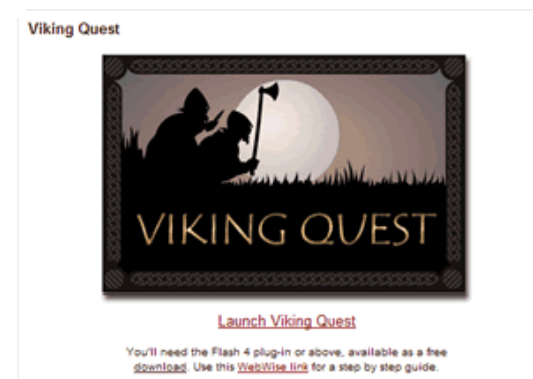 Viking Quest
VIKING QUEST
Launch Viking Quest
You'll need the Flash 4 plug-in or above, available as a free
download. Use this WebWise link for a step by step guide.